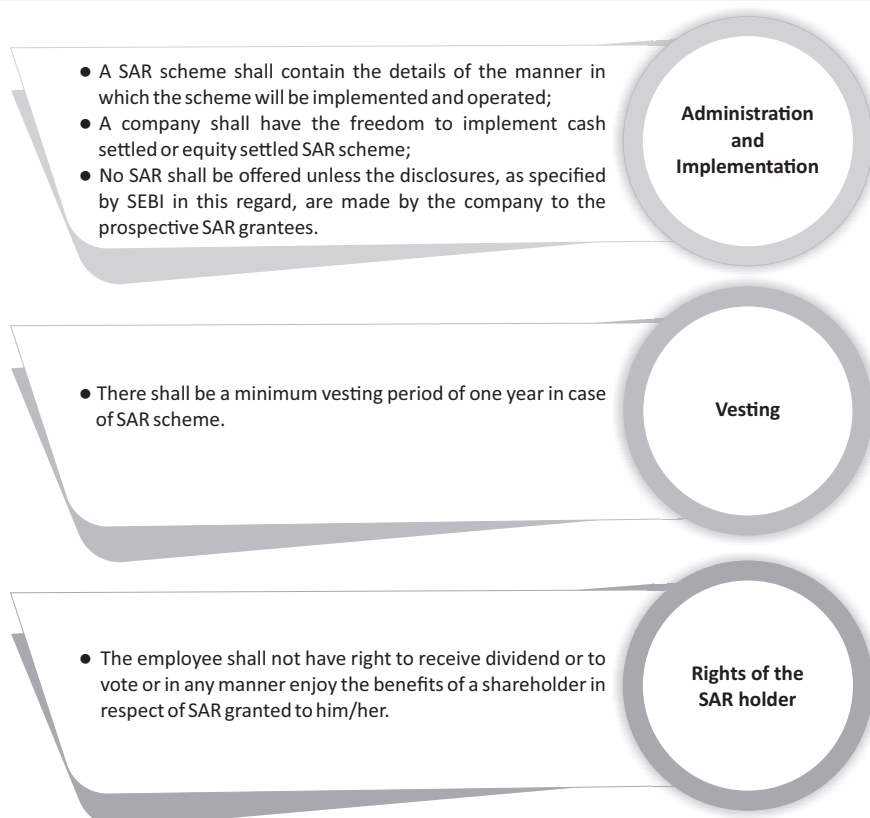 ● A SAR scheme shall contain the details of the manner in
which the scheme will be implemented and operated;
● A company shall have the freedom to implement cash
settled or equity settled SAR scheme;
● No SAR shall be offered unless the disclosures, as specified
by SEBI in this regard, are made by the company to the
prospective SAR grantees.
Administration
and
Implementation
● There shall be a minimum vesting period of one year in case
of SAR scheme.
Vesting
● The employee shall not have right to receive dividend or to
vote or in any manner enjoy the benefits of a shareholder in
respect of SAR granted to him/her.
Rights of the
SAR holder